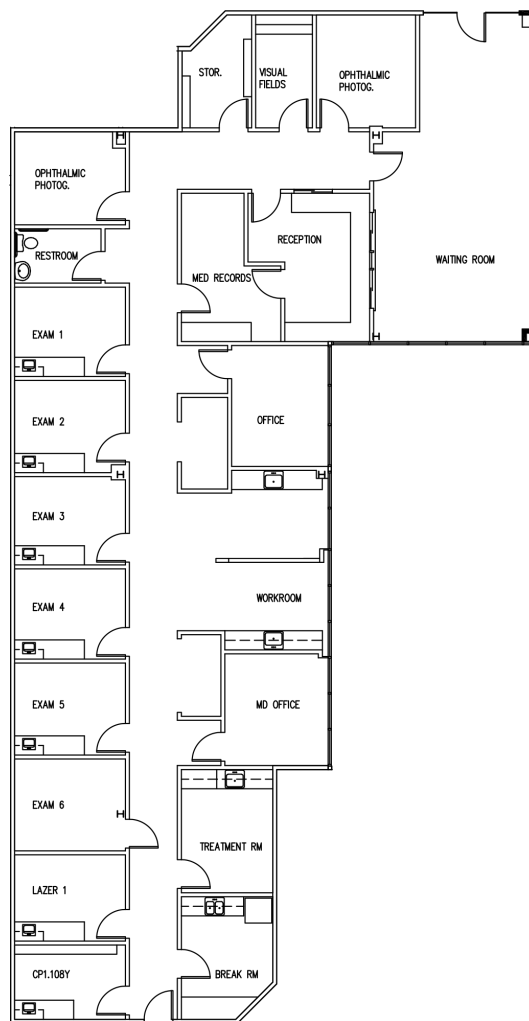 STOR.
VISUAL
FIELDS
OPHTHALMIC
PHOTOG.
OPHTHALMIC
PHOTOG.
RECEPTION
RESTROOM
WAITING ROOM
MED RECORDS
EXAM 1
EXAM 2
OFFICE
EXAM 3
EXAM 4
WORKROOM
EXAM 5
MD OFFICE
EXAM 6
TREATMENT RM
LAZER 1
CP1.108Y
BREAK RM